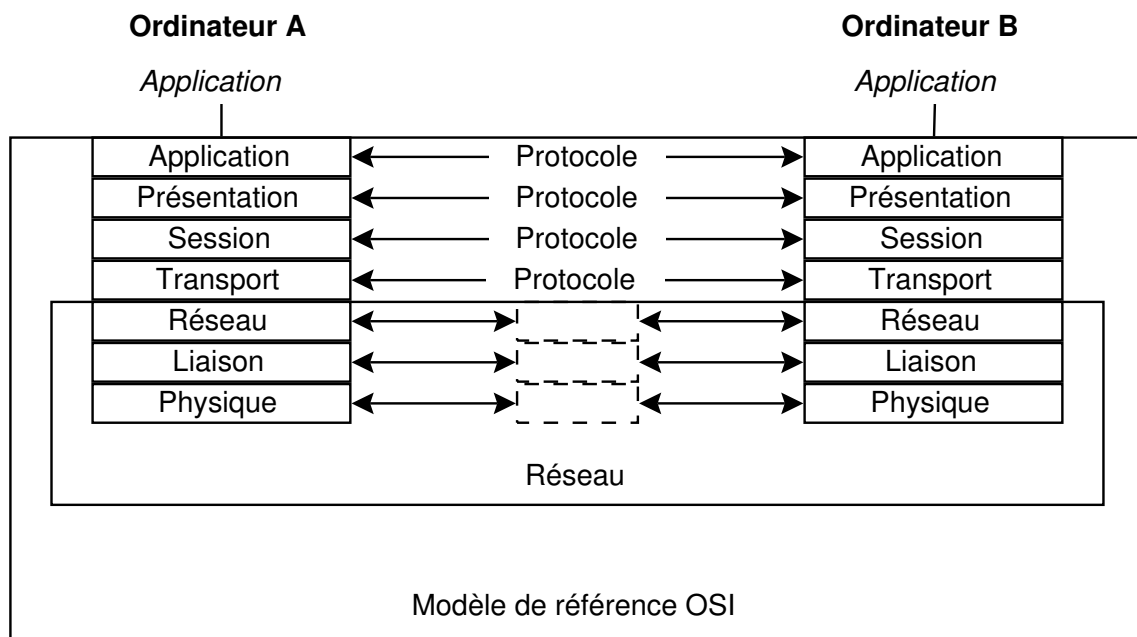 Ordinateur A Ordinateur B
Application Application
Application Protocole Application
Présentation Protocole Présentation
Session Protocole Session
Transport Protocole Transport
Réseau Réseau
Liaison Liaison
Physique Physique
Réseau
Modèle de référence OSI